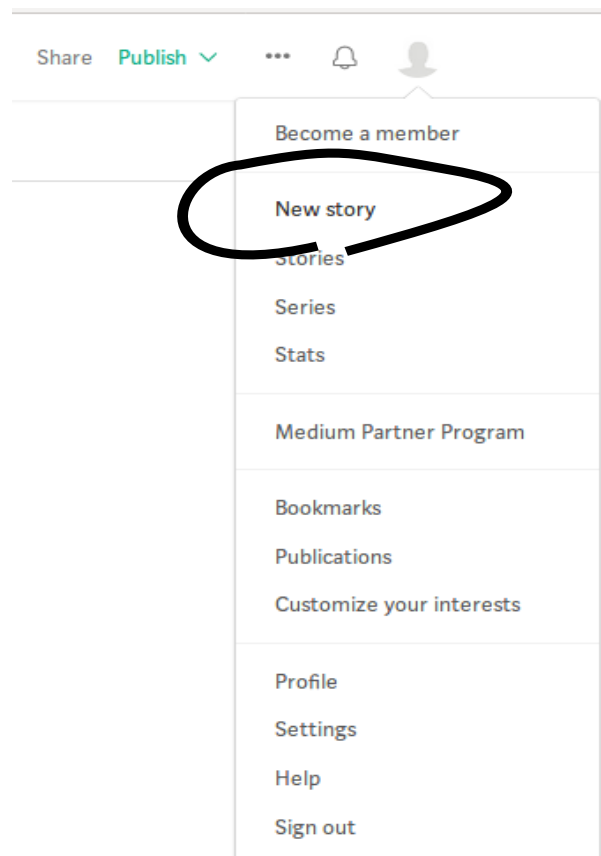 Share Publish
Become a member
New story
Stories
Series
Stats
Medium Partner Program
Bookmarks
Publications
Customize your interests
Profile
Settings
Help
Sign out